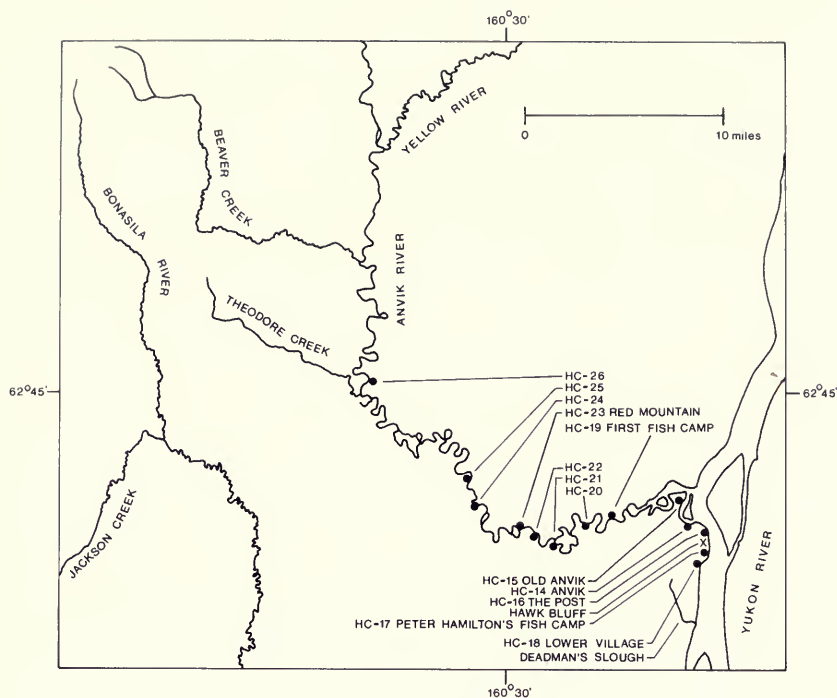 160°30'
YELLOW RIVER
BEAVER CREEK
0 10 miles
BONASILA RIVER
ANVIK RIVER
THEODORE CREEK
62°45'
62°45'
HC-26
HC-25
HC-24
HC-23 RED MOUNTAIN
HC-19 FIRST FISH CAMP
HC-22
HC-21
HC-20
JACKSON CREEK
YUKON RIVER
X
HC-15 OLD ANVIK
HC-14 ANVIK
HC-16 THE POST
HAWK BLUFF
HC-17 PETER HAMILTON'S FISH CAMP
HC-18 LOWER VILLAGE
DEADMAN'S SLOUGH
160°30'